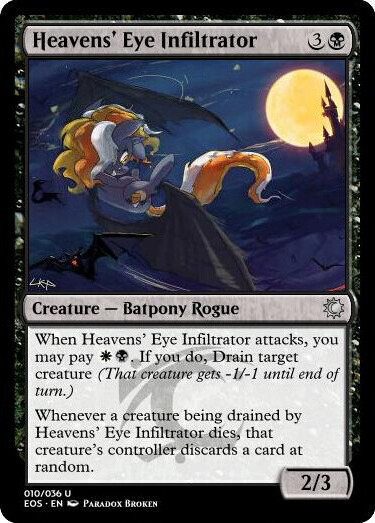 Heavens' Eye Infiltrator 3
LKP
Creature — Batpony Rogue
When Heavens' Eye Infiltrator attacks, you
may pay . If you do, Drain target
creature (That creature gets -1/-1 until end of
turn.)
Whenever a creature being drained by
Heavens' Eye Infiltrator dies, that
creature's controller discards a card at
random.
2/3
010/036 U
EOS • EN Paradox Broken